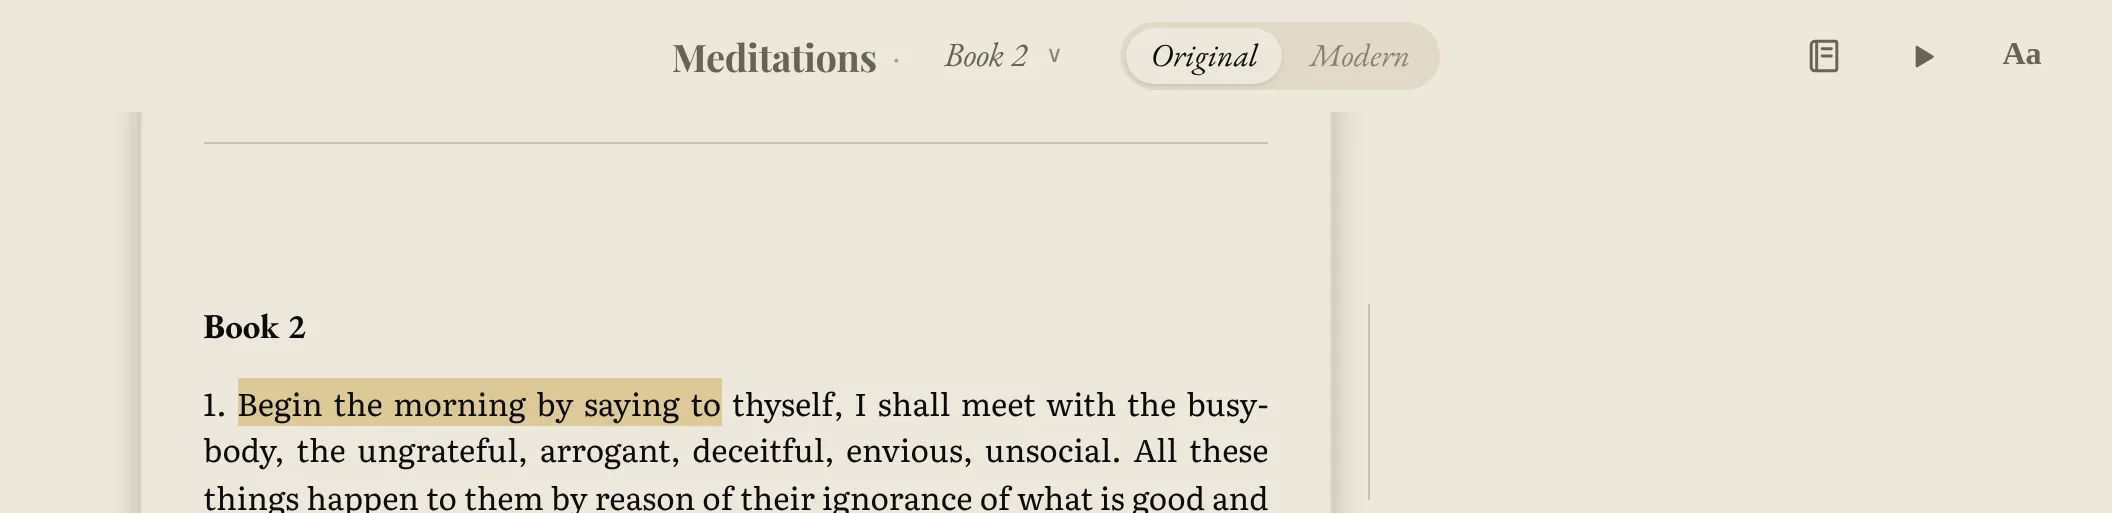 Meditations · Book 2 ∨ Original Modern Aa
Book 2
1. Begin the morning by saying to thyself, I shall meet with the busy-
body, the ungrateful, arrogant, deceitful, envious, unsocial. All these
things happen to them by reason of their ignorance of what is good and